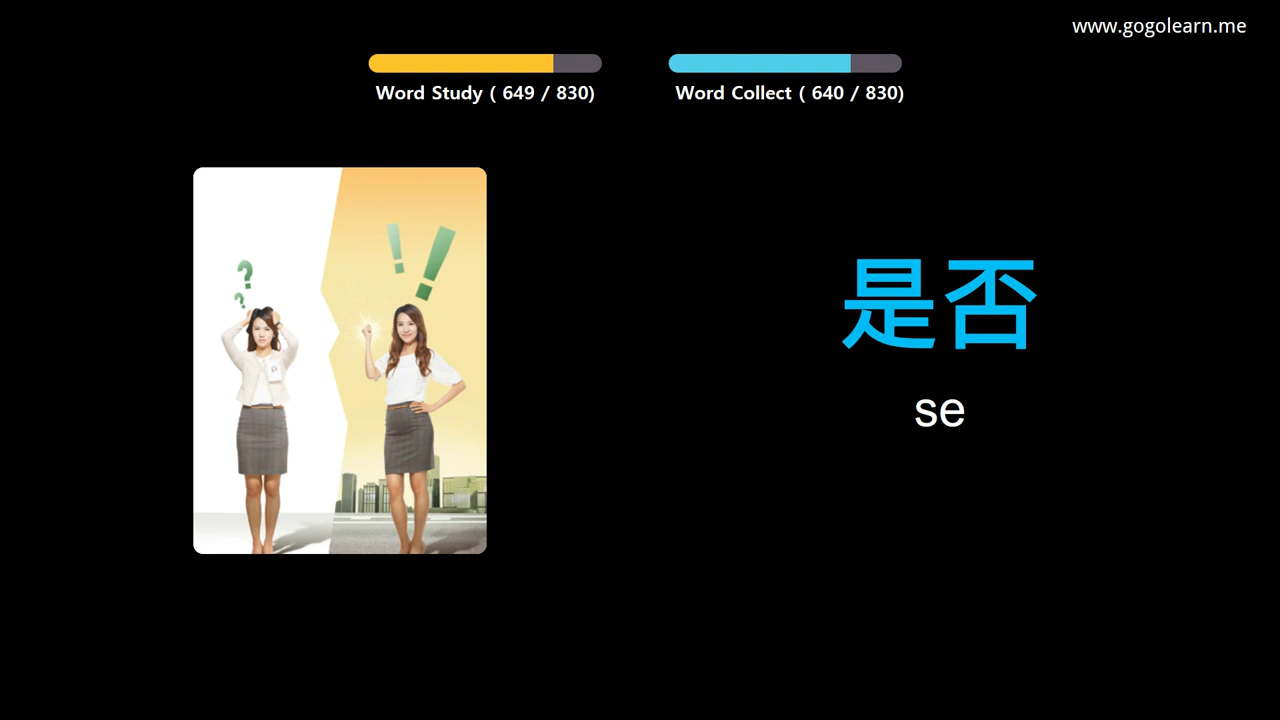 www.gogolearn.me
Word Study ( 649 / 830)
Word Collect ( 640 / 830)
? ?
! !
是否
se